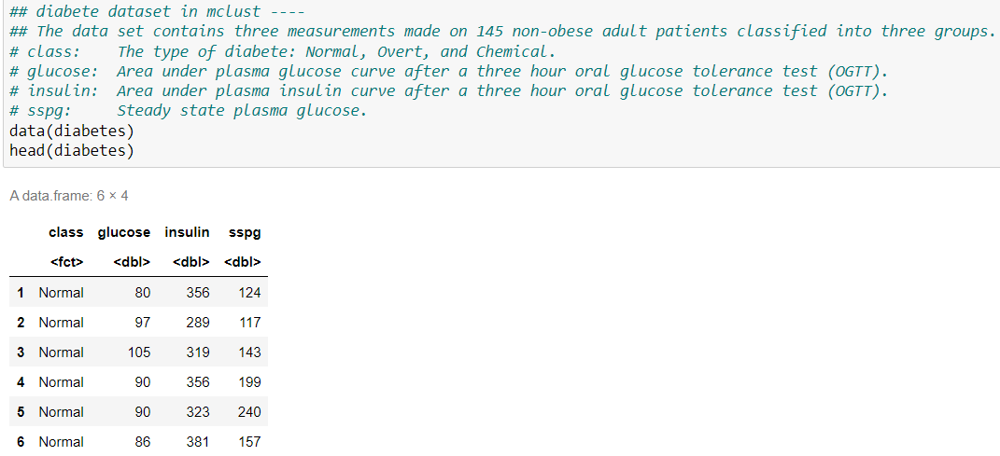 ## diabete dataset in mclust ----
## The data set contains three measurements made on 145 non-obese adult patients classified into three groups.
# class:    The type of diabete: Normal, Overt, and Chemical.
# glucose:  Area under plasma glucose curve after a three hour oral glucose tolerance test (OGTT).
# insulin:  Area under plasma insulin curve after a three hour oral glucose tolerance test (OGTT).
# sspg:     Steady state plasma glucose.
data(diabetes)
head(diabetes)
A data.frame: 6 × 4
class glucose insulin sspg
<fct> <dbl> <dbl> <dbl>
1 Normal 80 356 124
2 Normal 97 289 117
3 Normal 105 319 143
4 Normal 90 356 199
5 Normal 90 323 240
6 Normal 86 381 157